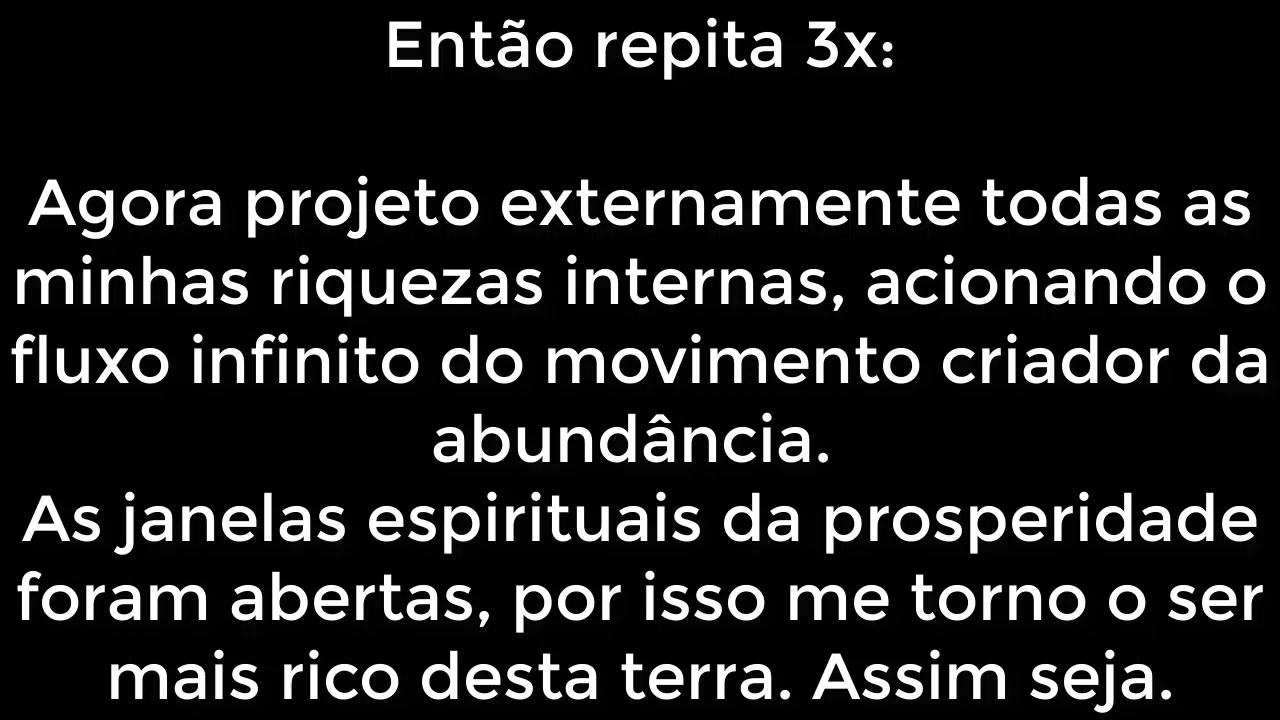 Então repita 3x:
Agora projeto externamente todas as
minhas riquezas internas, acionando o
fluxo infinito do movimento criador da
abundância.
As janelas espirituais da prosperidade
foram abertas, por isso me torno o ser
mais rico desta terra. Assim seja.